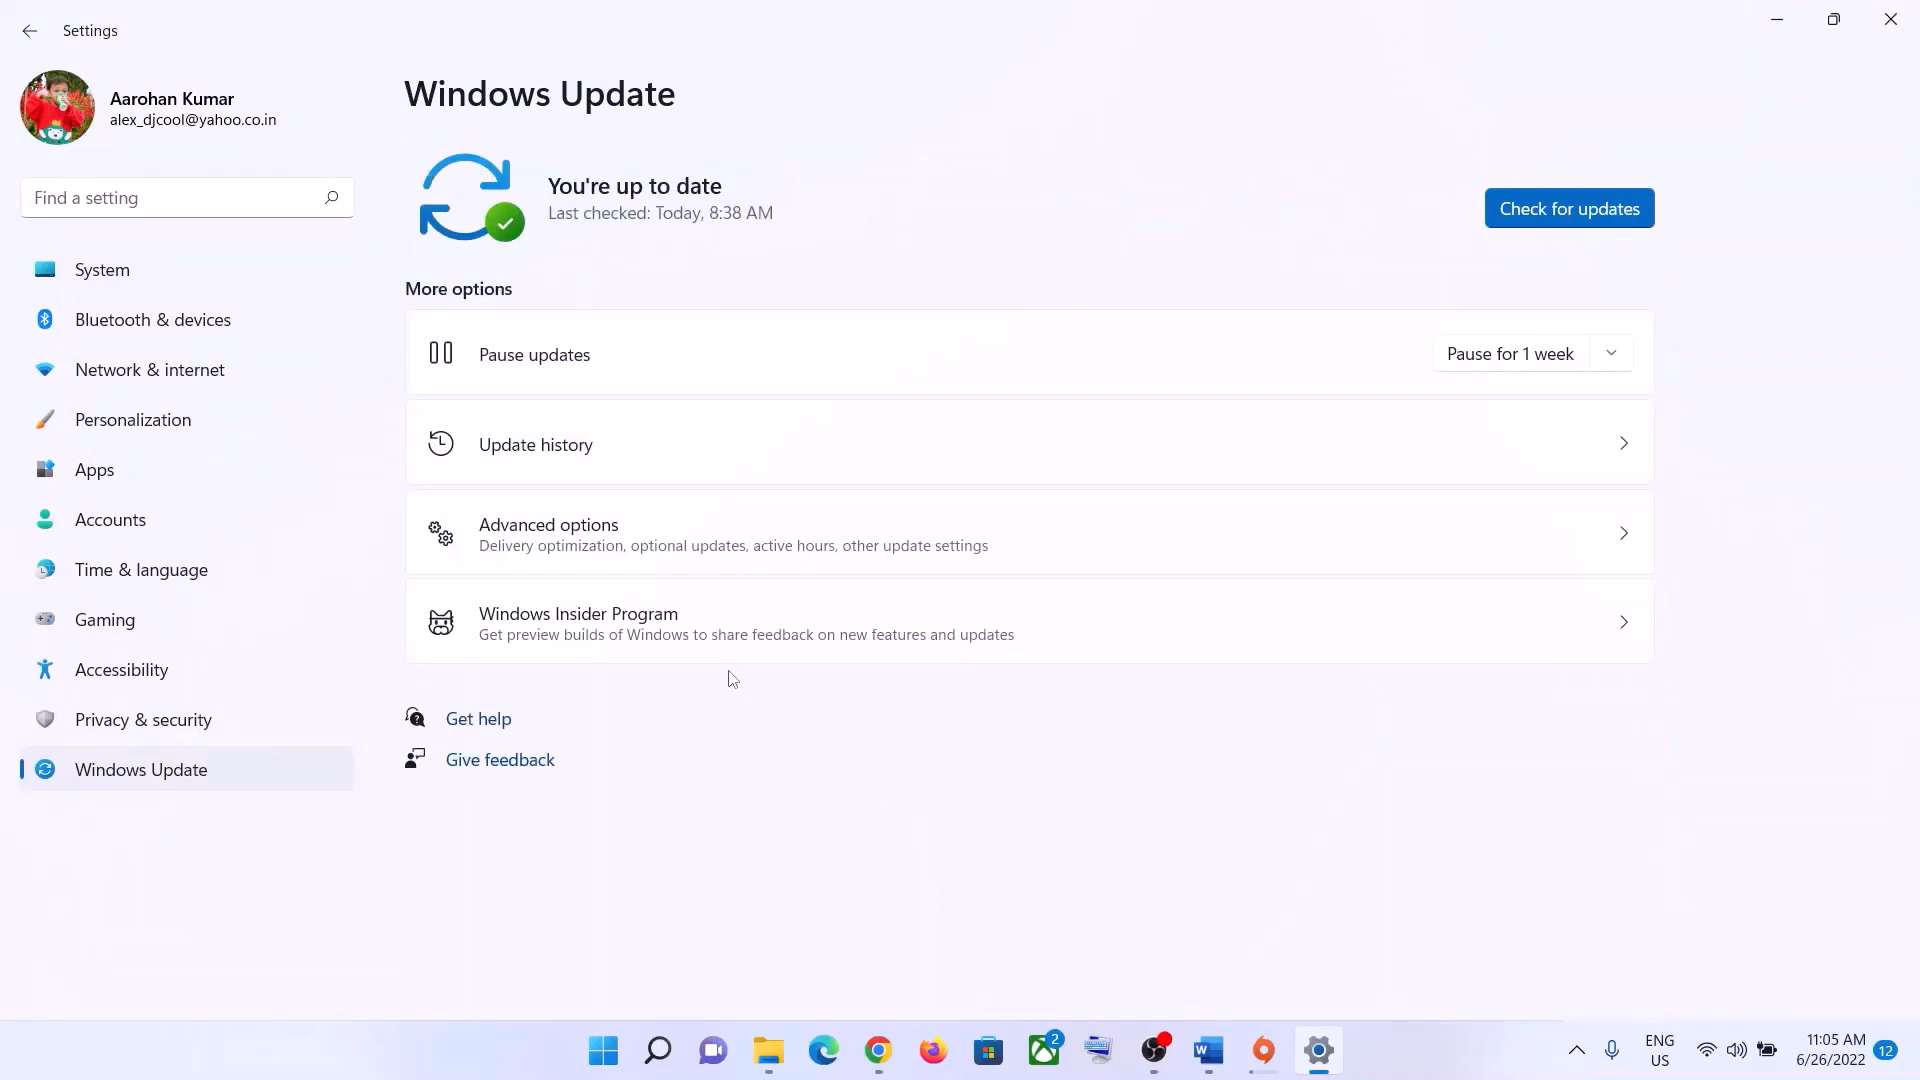 Settings
Aarohan Kumar
alex_djcool@yahoo.co.in
Find a setting
System
Bluetooth & devices
Network & internet
Personalization
Apps
Accounts
Time & language
Gaming
Accessibility
Privacy & security
Windows Update
Windows Update
You're up to date
Last checked: Today, 8:38 AM
Check for updates
More options
Pause updates
Pause for 1 week
Update history
Advanced options
Delivery optimization, optional updates, active hours, other update settings
Windows Insider Program
Get preview builds of Windows to share feedback on new features and updates
Get help
Give feedback
2
W
ENG
US
11:05 AM
6/26/2022
12